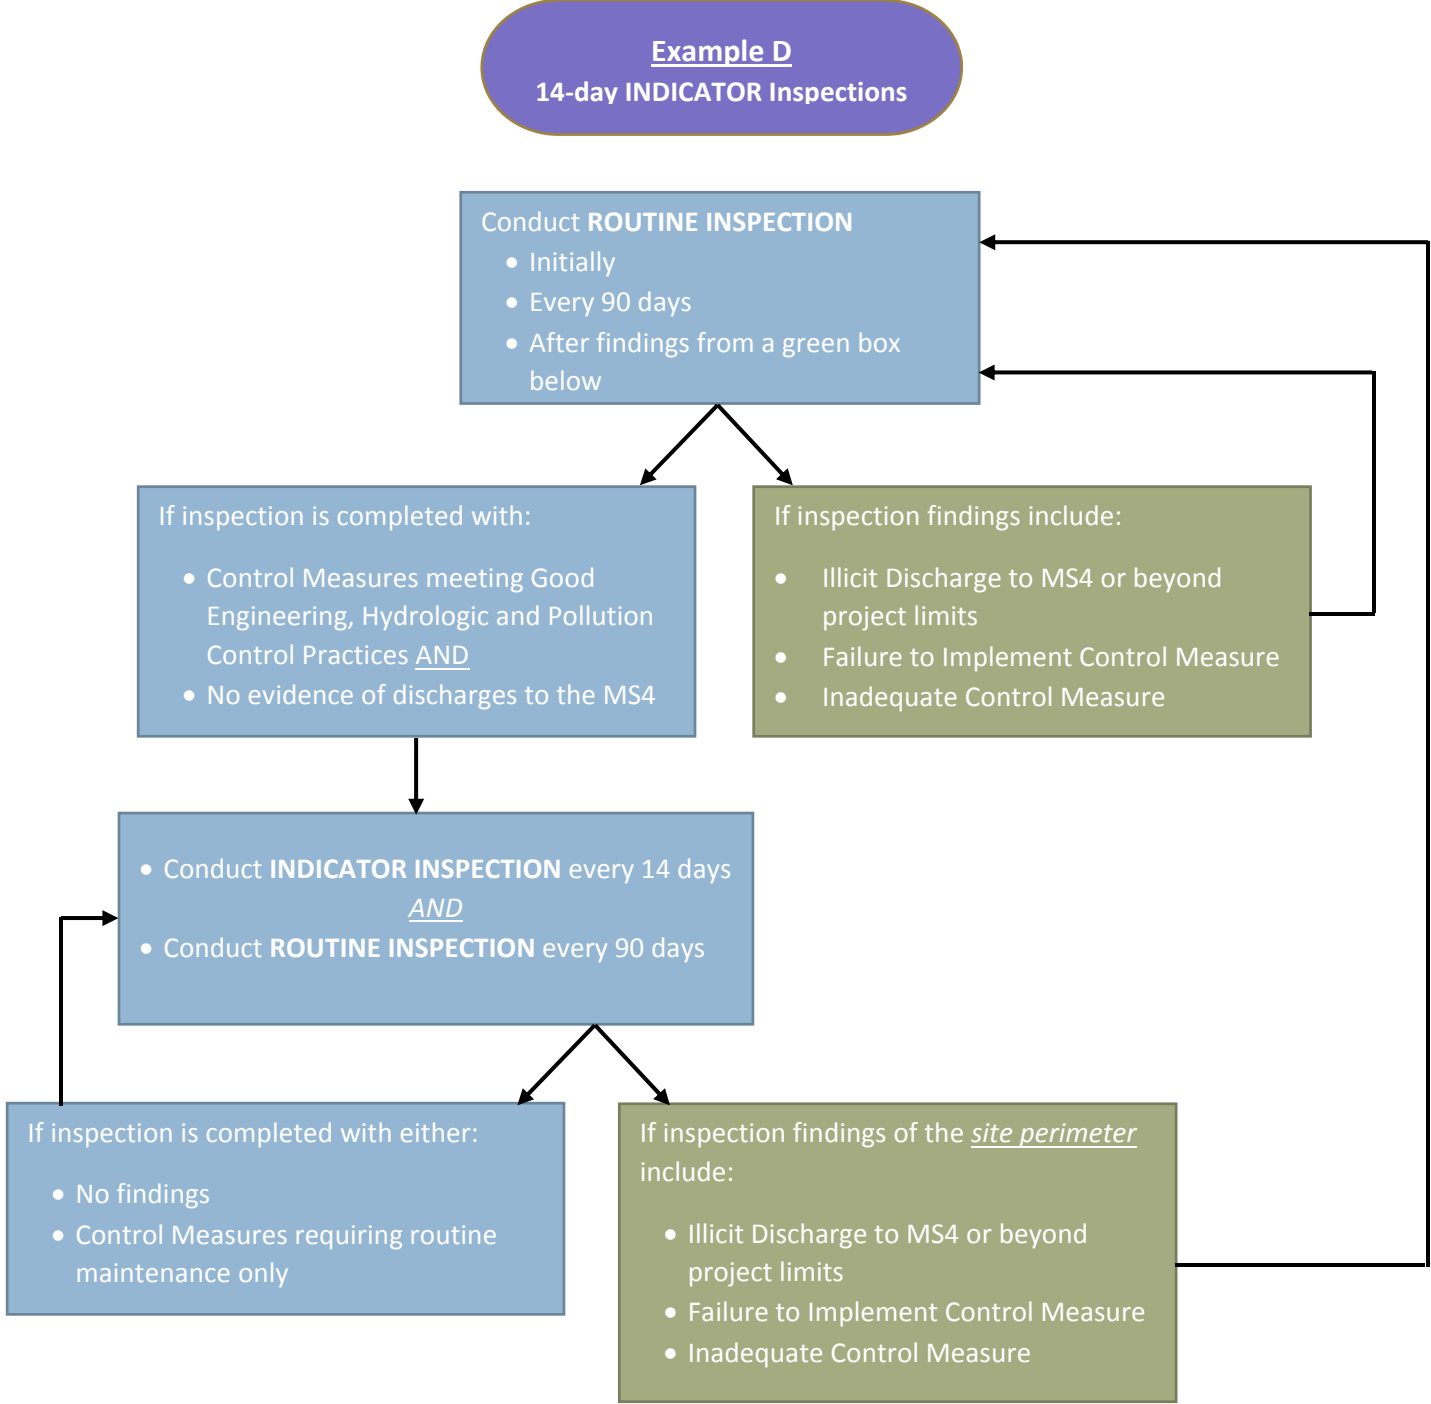 Example D
14-day INDICATOR Inspections
Conduct ROUTINE INSPECTION
• Initially
• Every 90 days
• After findings from a green box
below
If inspection is completed with:
• Control Measures meeting Good
Engineering, Hydrologic and Pollution
Control Practices AND
• No evidence of discharges to the MS4
If inspection findings include:
• Illicit Discharge to MS4 or beyond
project limits
• Failure to Implement Control Measure
• Inadequate Control Measure
• Conduct INDICATOR INSPECTION every 14 days
AND
• Conduct ROUTINE INSPECTION every 90 days
If inspection is completed with either:
• No findings
• Control Measures requiring routine
maintenance only
If inspection findings of the site perimeter
include:
• Illicit Discharge to MS4 or beyond
project limits
• Failure to Implement Control Measure
• Inadequate Control Measure